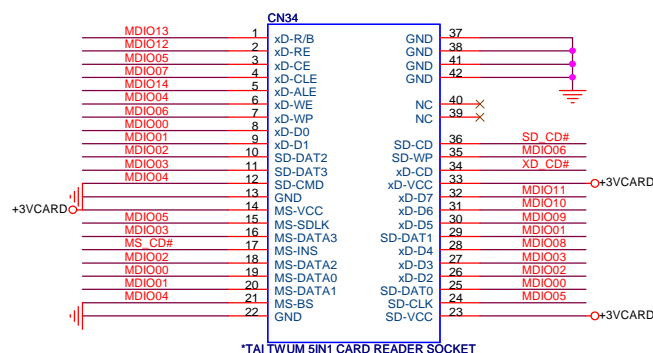 CN34
MDIO13 1 xD-R/B GND 37
MDIO12 2 xD-RE GND 38
MDIO05 3 xD-CE GND 41
MDIO07 4 xD-CLE GND 42
MDIO14 5 xD-ALE
MDIO04 6 xD-WE NC 40
MDIO06 7 xD-WP NC 39
MDIO00 8 xD-D0
MDIO01 9 xD-D1 SD-CD 36 SD_CD#
MDIO02 10 SD-DAT2 SD-WP 35 MDIO06
MDIO03 11 SD-DAT3 xD-CD 34 XD_CD#
MDIO04 12 SD-CMD xD-VCC 33 +3VCARD
13 GND xD-D7 32 MDIO11
+3VCARD 14 MS-VCC xD-D6 31 MDIO10
MDIO05 15 MS-SDLK xD-D5 30 MDIO09
MDIO03 16 MS-DATA3 SD-DAT1 29 MDIO01
MS_CD# 17 MS-INS xD-D4 28 MDIO08
MDIO02 18 MS-DATA2 xD-D3 27 MDIO03
MDIO00 19 MS-DATA0 xD-D2 26 MDIO02
MDIO01 20 MS-DATA1 SD-DAT0 25 MDIO00
MDIO04 21 MS-BS SD-CLK 24 MDIO05
22 GND SD-VCC 23 +3VCARD
*TAI TWUM 5IN1 CARD READER SOCKET